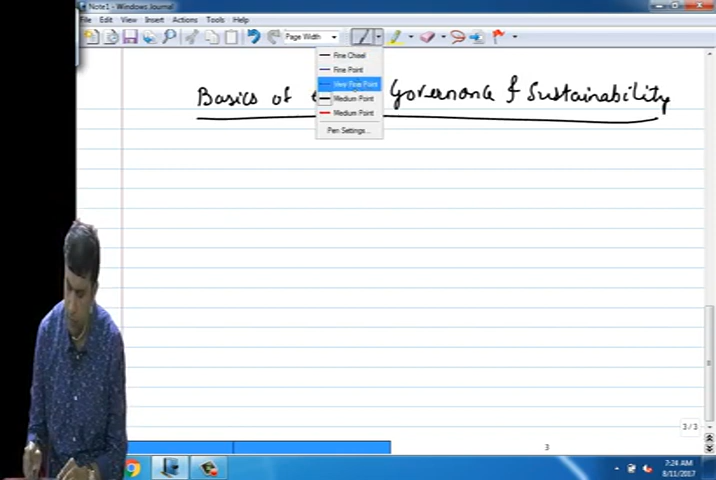 Note1 - Windows Journal
File Edit View Insert Actions Tools Help
Page Width
Fine Chisel
Fine Point
Very Fine Point
Medium Point
Medium Point
Pen Settings...
Basics of Governance & Sustainability
3/3
3
7:24 AM
8/11/2017